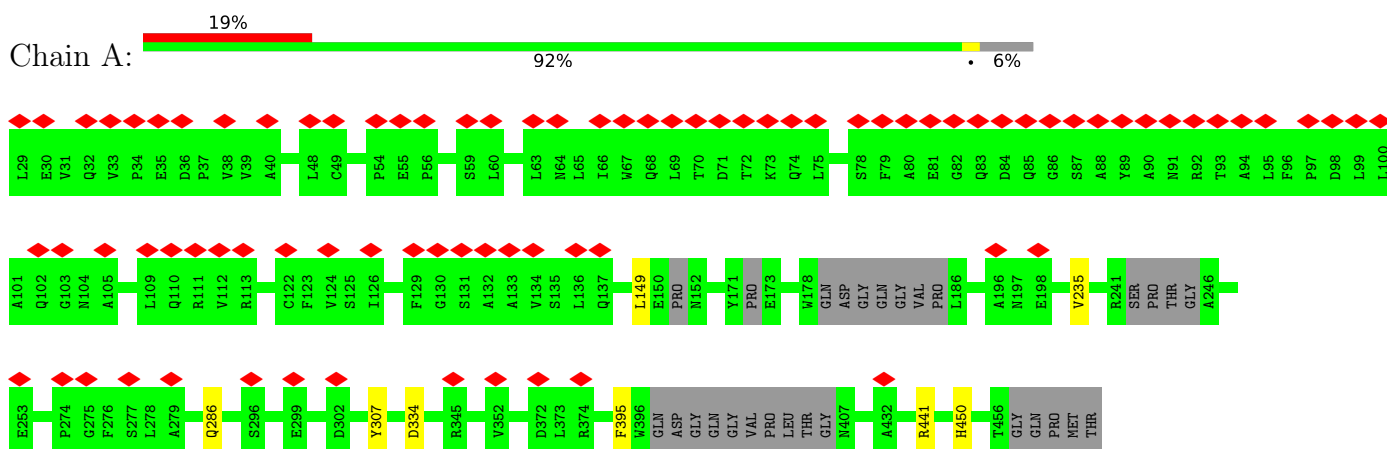 19%
Chain A:
92% • 6%
L29 E30 V31 Q32 V33 P34 E35 D36 P37 V38 V39 A40 L48 C49 P54 E55 P56 S59 L60 L63 N64 L65 I66 W67 Q68 L69 T70 D71 T72 K73 Q74 L75 S78 F79 A80 E81 G82 Q83 D84 Q85 G86 S87 A88 Y89 A90 N91 R92 T93 A94 L95 F96 P97 D98 L99 L100
A101 Q102 G103 N104 A105 L109 Q110 R111 V112 R113 C122 F123 V124 S125 I126 F129 G130 S131 A132 A133 V134 S135 L136 Q137 L149 E150 PRO N152 Y171 PRO E173 W178 GLN ASP GLY GLN GLY VAL PRO L186 A196 N197 E198 V235 R241 SER PRO THR GLY A246
E253 P274 G275 F276 S277 L278 A279 Q286 S296 E299 D302 Y307 D334 R345 V352 D372 L373 R374 F395 W396 GLN ASP GLY GLN GLY VAL PRO LEU THR GLY N407 A432 R441 H450 T456 GLY GLN PRO MET THR